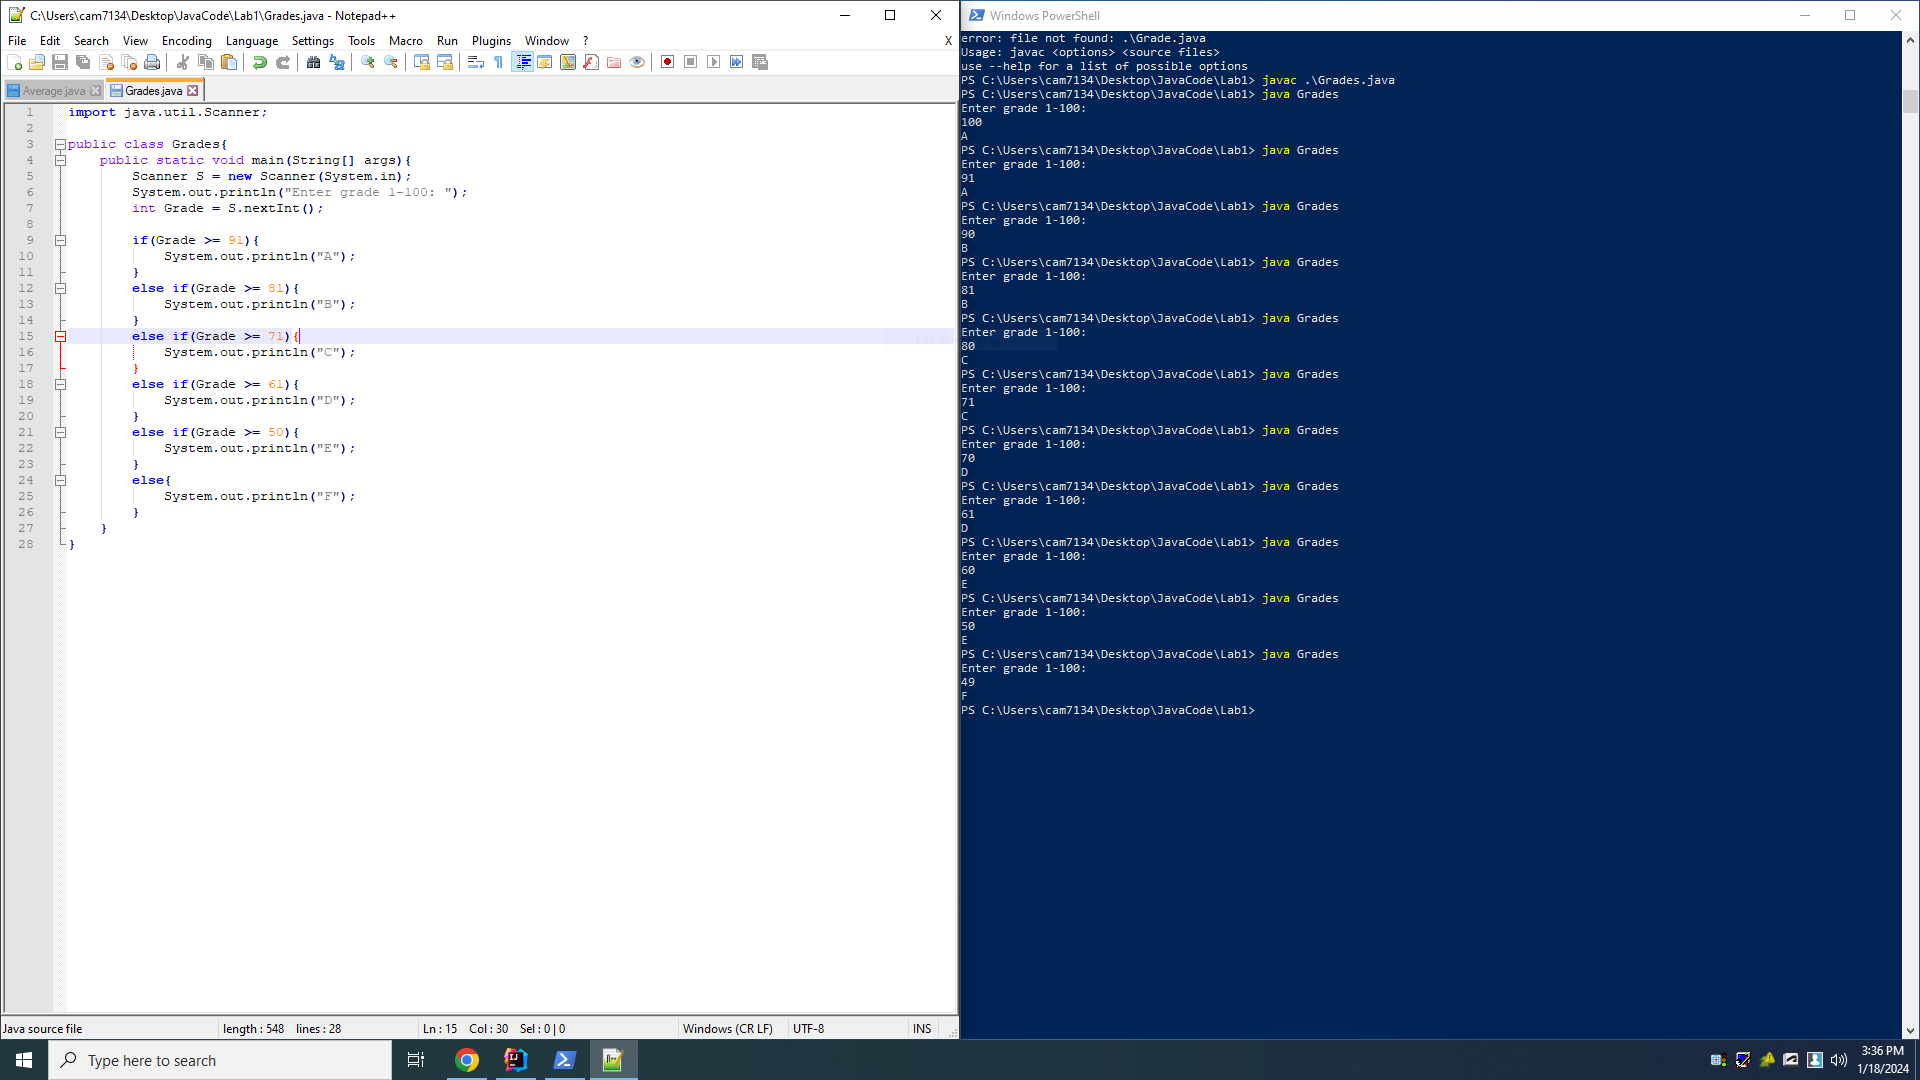 C:\Users\cam7134\Desktop\JavaCode\Lab1\Grades.java - Notepad++
File Edit Search View Encoding Language Settings Tools Macro Run Plugins Window ? X
Average.java Grades.java
1 import java.util.Scanner;
2
3 public class Grades{
4 public static void main(String[] args){
5 Scanner S = new Scanner(System.in);
6 System.out.println("Enter grade 1-100: ");
7 int Grade = S.nextInt();
8
9 if(Grade >= 91){
10 System.out.println("A");
11 }
12 else if(Grade >= 81){
13 System.out.println("B");
14 }
15 else if(Grade >= 71){
16 System.out.println("C");
17 }
18 else if(Grade >= 61){
19 System.out.println("D");
20 }
21 else if(Grade >= 50){
22 System.out.println("E");
23 }
24 else{
25 System.out.println("F");
26 }
27 }
28 }
Java source file length : 548 lines : 28 Ln : 15 Col : 30 Sel : 0 | 0 Windows (CR LF) UTF-8 INS
Windows PowerShell
error: file not found: .\Grade.java
Usage: javac <options> <source files>
use --help for a list of possible options
PS C:\Users\cam7134\Desktop\JavaCode\Lab1> javac .\Grades.java
PS C:\Users\cam7134\Desktop\JavaCode\Lab1> java Grades
Enter grade 1-100:
100
A
PS C:\Users\cam7134\Desktop\JavaCode\Lab1> java Grades
Enter grade 1-100:
91
A
PS C:\Users\cam7134\Desktop\JavaCode\Lab1> java Grades
Enter grade 1-100:
90
B
PS C:\Users\cam7134\Desktop\JavaCode\Lab1> java Grades
Enter grade 1-100:
81
B
PS C:\Users\cam7134\Desktop\JavaCode\Lab1> java Grades
Enter grade 1-100:
80
C
PS C:\Users\cam7134\Desktop\JavaCode\Lab1> java Grades
Enter grade 1-100:
71
C
PS C:\Users\cam7134\Desktop\JavaCode\Lab1> java Grades
Enter grade 1-100:
70
D
PS C:\Users\cam7134\Desktop\JavaCode\Lab1> java Grades
Enter grade 1-100:
61
D
PS C:\Users\cam7134\Desktop\JavaCode\Lab1> java Grades
Enter grade 1-100:
60
E
PS C:\Users\cam7134\Desktop\JavaCode\Lab1> java Grades
Enter grade 1-100:
50
E
PS C:\Users\cam7134\Desktop\JavaCode\Lab1> java Grades
Enter grade 1-100:
49
F
PS C:\Users\cam7134\Desktop\JavaCode\Lab1>
Type here to search
3:36 PM
1/18/2024